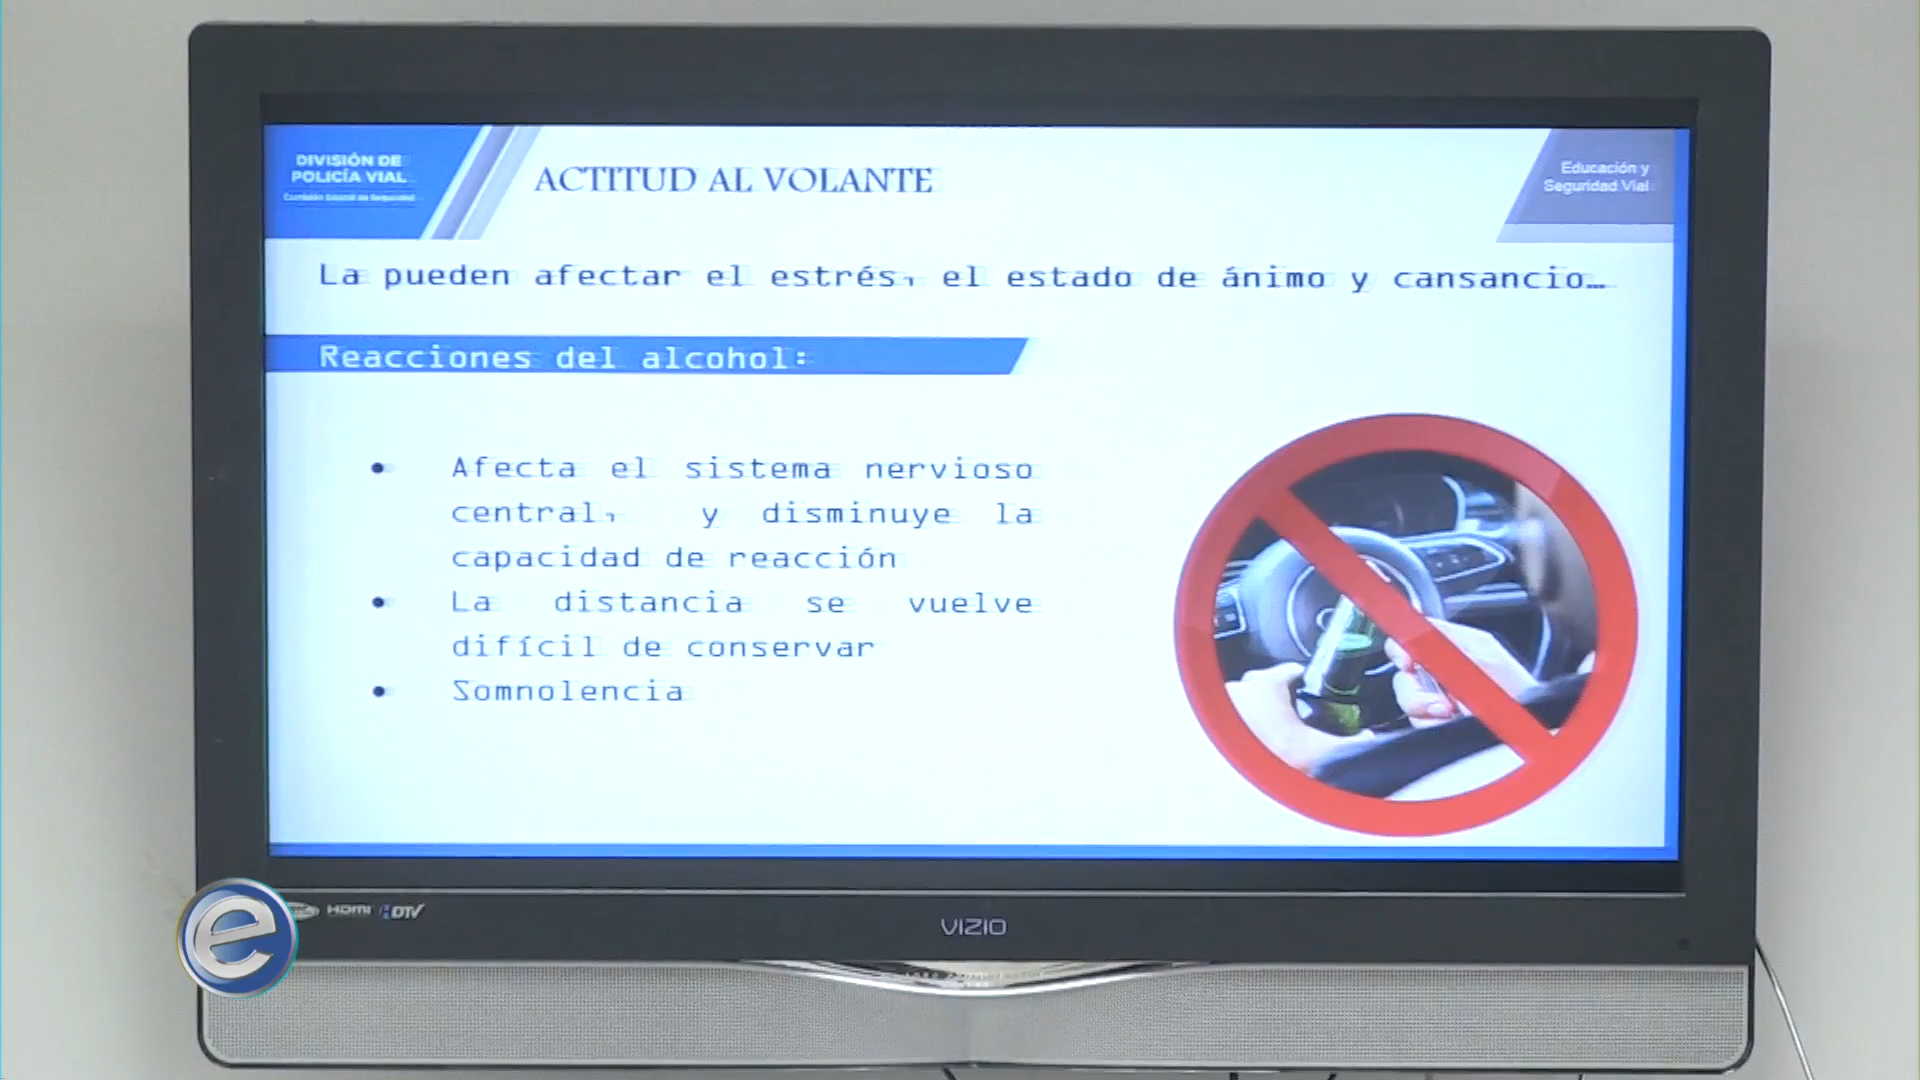 DIVISIÓN DE
POLICÍA VIAL
ACTITUD AL VOLANTE
Educación y
Seguridad Vial
La pueden afectar el estrés, el estado de ánimo y cansancio…
Reacciones del alcohol:
• Afecta el sistema nervioso
central, y disminuye la
capacidad de reacción
• La distancia se vuelve
difícil de conservar
• Somnolencia
e
HDMI HDTV
VIZIO